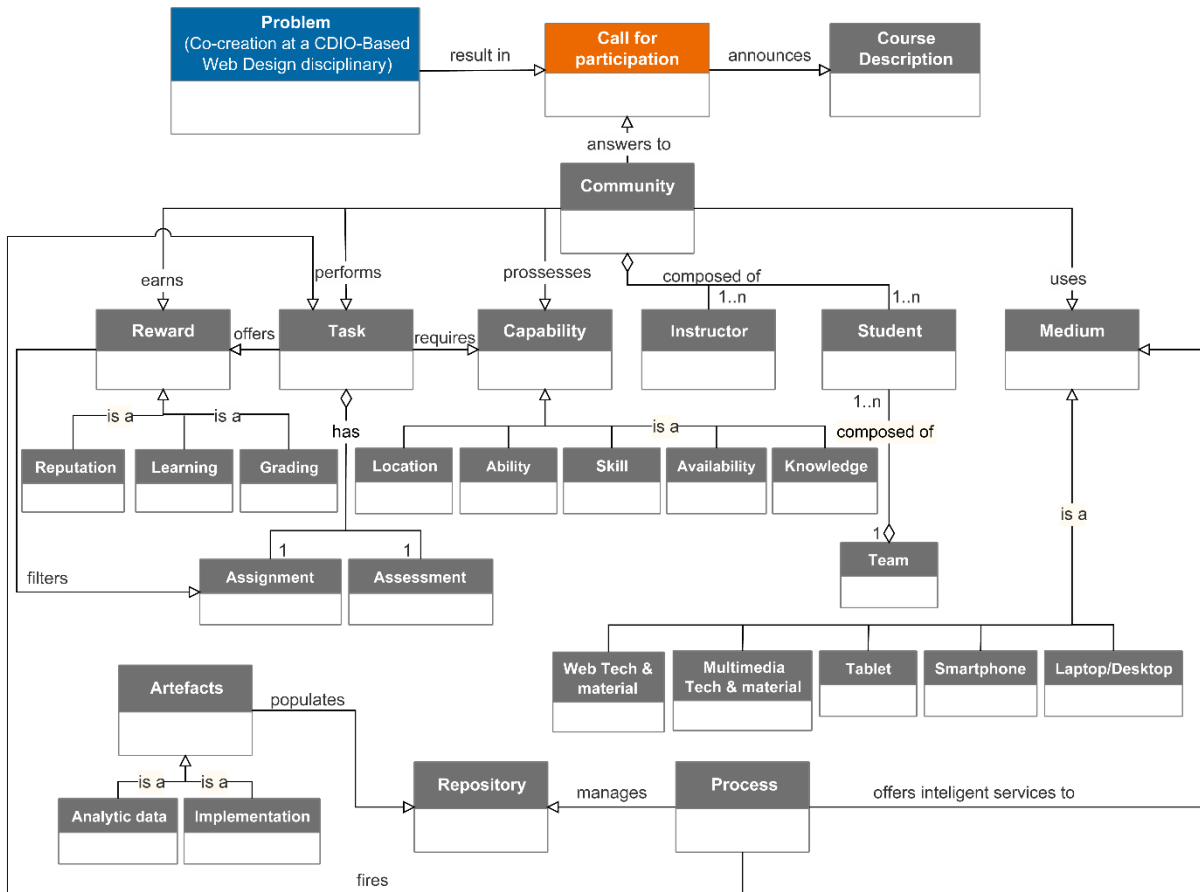 Problem
(Co-creation at a CDIO-Based
Web Design disciplinary)
result in
Call for
participation
announces
Course
Description
answers to
Community
earns
performs
prossesses
composed of
uses
1..n
1..n
Reward
offers
Task
requires
Capability
Instructor
Student
Medium
is a
is a
has
is a
1..n
composed of
Reputation
Learning
Grading
Location
Ability
Skill
Availability
Knowledge
is a
1
1
1
Team
filters
Assignment
Assessment
Web Tech &
material
Multimedia
Tech & material
Tablet
Smartphone
Laptop/Desktop
Artefacts
populates
is a
is a
Repository
manages
Process
offers inteligent services to
Analytic data
Implementation
fires